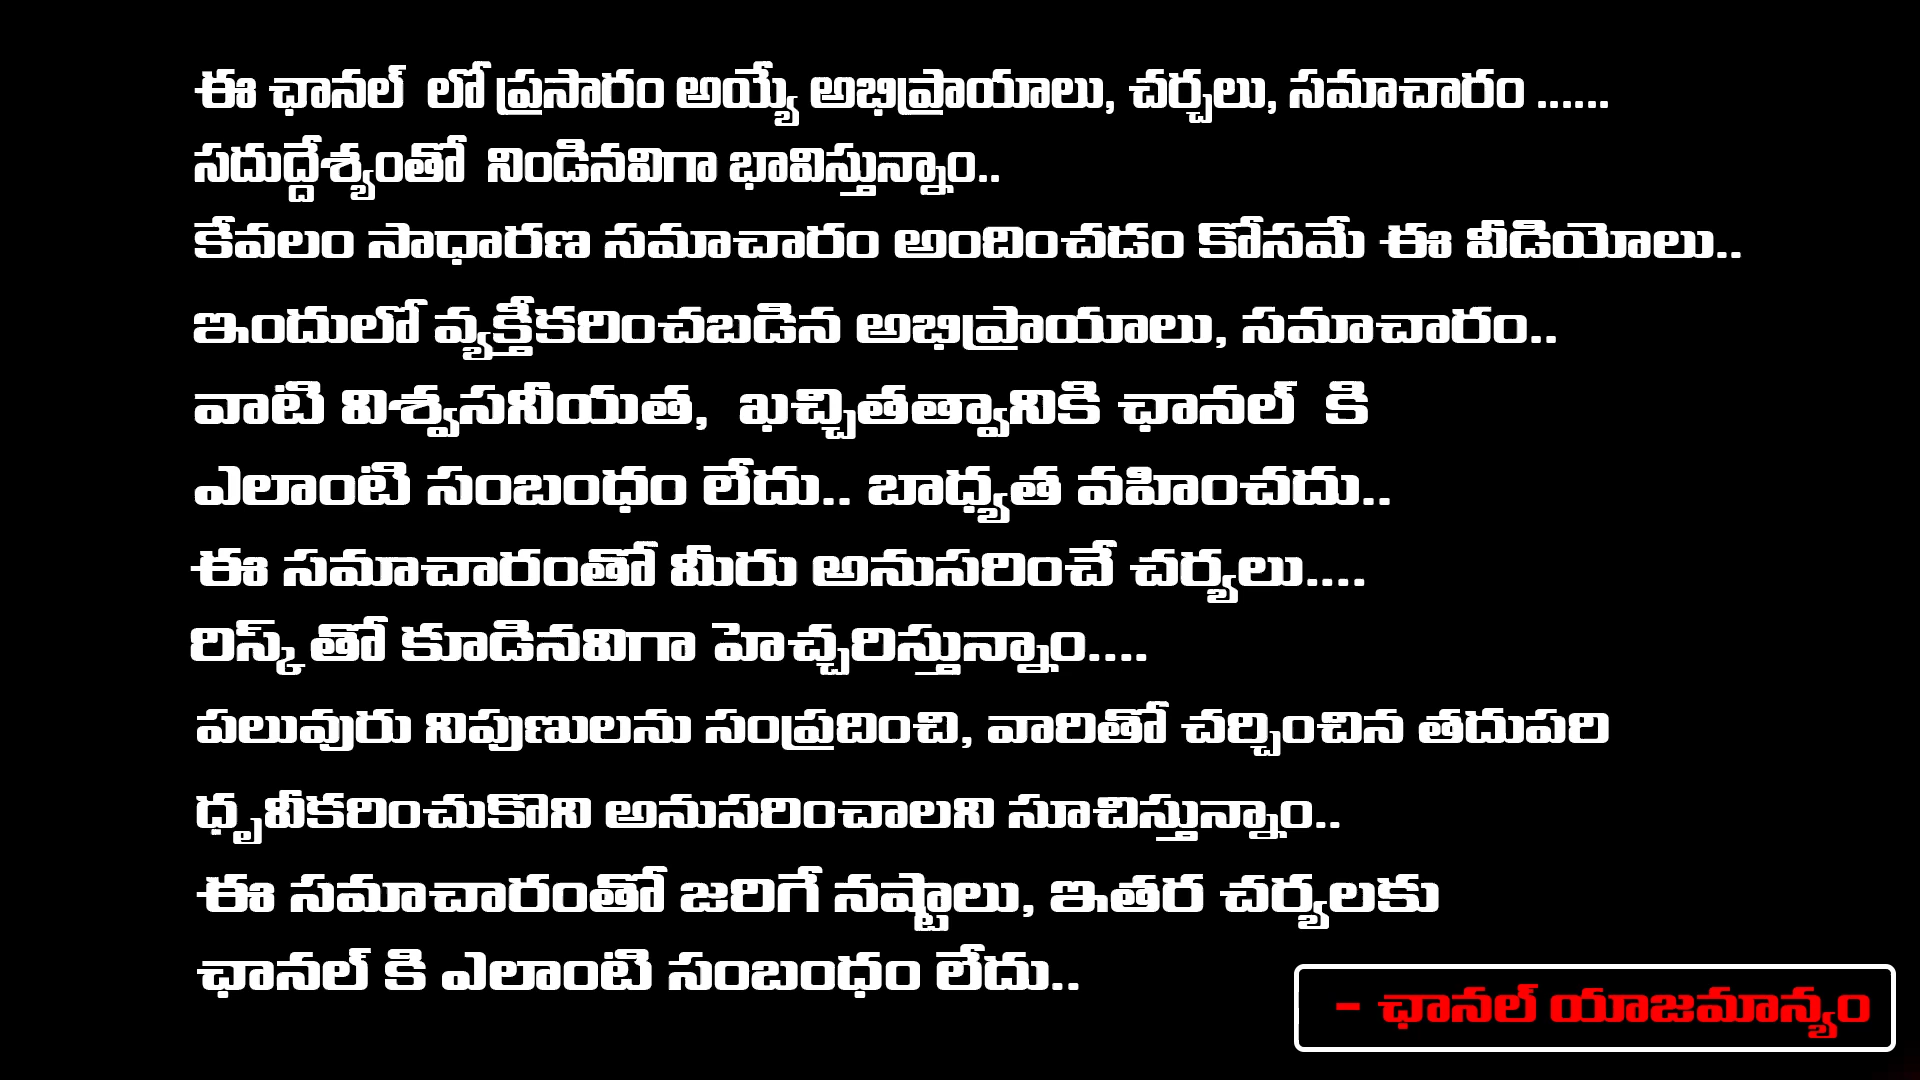 ఈ ఛానల్ లో ప్రసారం అయ్యే అభిప్రాయాలు, చర్చలు, సమాచారం ......
సదుద్దేశ్యంతో నిండినవిగా భావిస్తున్నాం..
కేవలం సాధారణ సమాచారం అందించడం కోసమే ఈ వీడియోలు..
ఇందులో వ్యక్తీకరించబడిన అభిప్రాయాలు, సమాచారం..
వాటి విశ్వసనీయత, ఖచ్చితత్వానికి ఛానల్ కి
ఎలాంటి సంబంధం లేదు.. బాధ్యత వహించదు..
ఈ సమాచారంతో మీరు అనుసరించే చర్యలు....
రిస్క్ తో కూడినవిగా హెచ్చరిస్తున్నాం....
పలువురు నిపుణులను సంప్రదించి, వారితో చర్చించిన తదుపరి
ధృవీకరించుకొని అనుసరించాలని సూచిస్తున్నాం..
ఈ సమాచారంతో జరిగే నష్టాలు, ఇతర చర్యలకు
ఛానల్ కి ఎలాంటి సంబంధం లేదు..
- ఛానల్ యాజమాన్యం